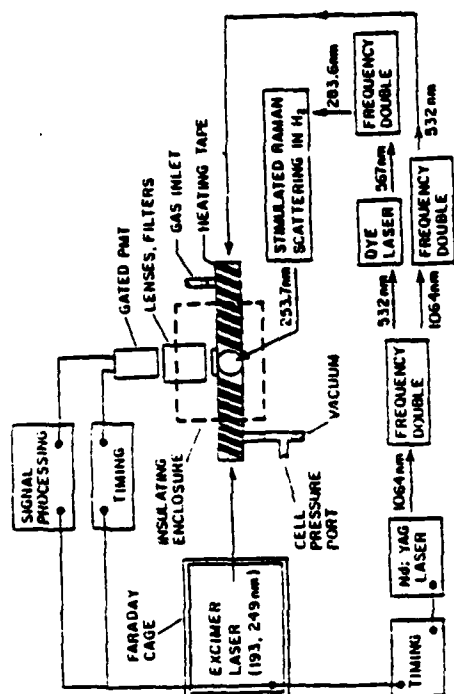 SIGNAL
PROCESSING
TIMING
GATED PMT
LENSES, FILTERS
GAS INLET
HEATING TAPE
INSULATING
ENCLOSURE
FARADAY
CAGE
EXCIMER
LASER
(193, 249nm)
CELL
PRESSURE
PORT
VACUUM
253.7nm
STIMULATED RAMAN
SCATTERING IN H2
283.6nm
TIMING
Nd: YAG
LASER
1064nm
FREQUENCY
DOUBLE
532nm
DYE
LASER
567nm
FREQUENCY
DOUBLE
1064nm
FREQUENCY
DOUBLE
532nm